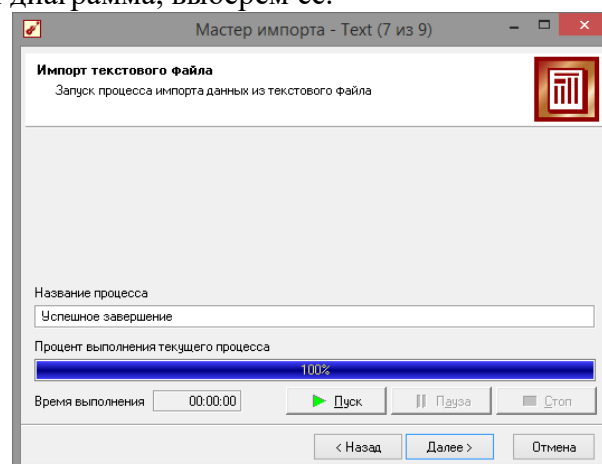 диаграмма, выберем ее.
Мастер импорта - Text (7 из 9)
Импорт текстового файла
Запуск процесса импорта данных из текстового файла
Название процесса
Успешное завершение
Процент выполнения текущего процесса
100%
Время выполнения 00:00:00 Пуск Пауза Стоп
< Назад Далее > Отмена